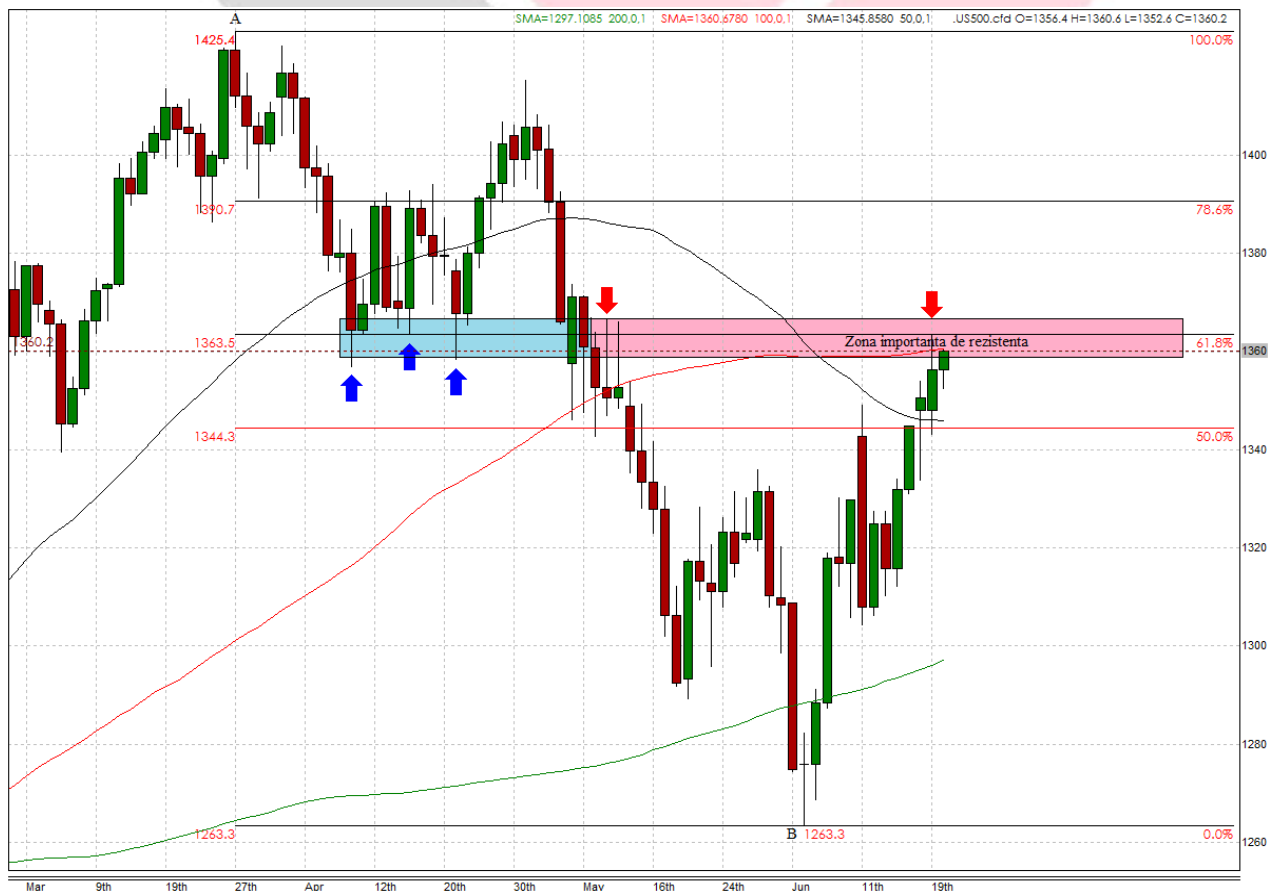 A
SMA=1297.1085 200,0,1 SMA=1360.6780 100,0,1 SMA=1345.8580 50,0,1 .US500.cfd O=1356.4 H=1360.6 L=1352.6 C=1360.2
1425.4 100.0%
1400
1390.7 78.6%
1380
1360.2 1363.5 Zona importanta de rezistenta 61.8%
1360
1344.3 50.0%
1340
1320
1300
1280
1263.3 B 1263.3 0.0%
1260
Mar 9th 19th 27th Apr 12th 20th 30th May 16th 24th Jun 11th 19th